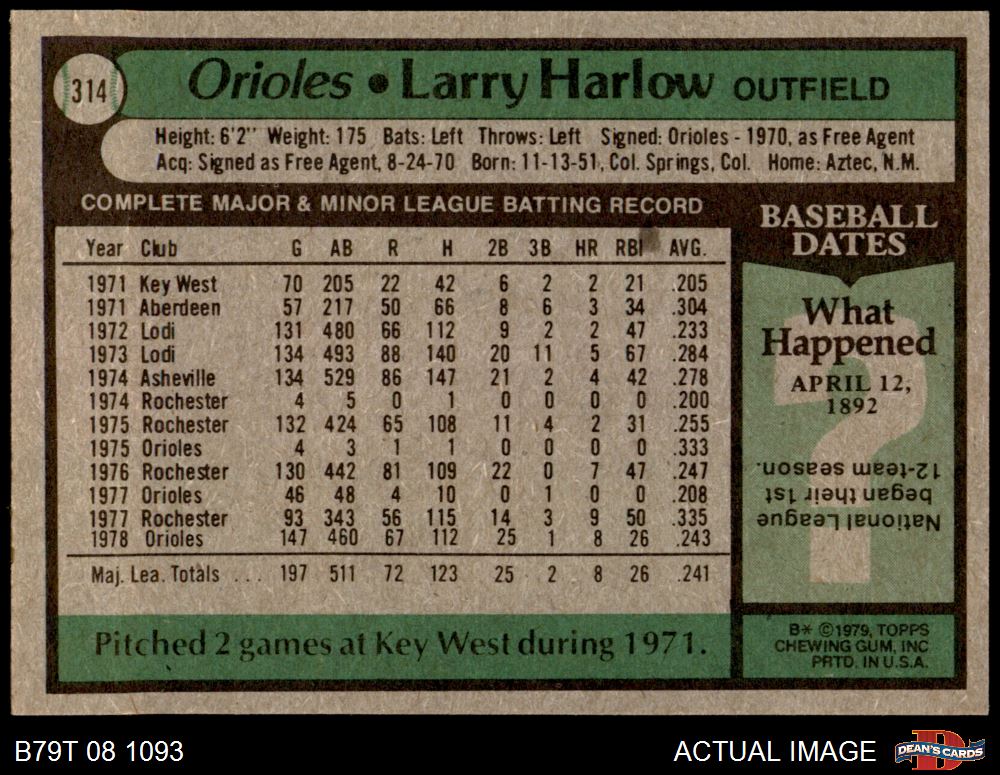 314
Orioles • Larry Harlow OUTFIELD
Height: 6'2" Weight: 175 Bats: Left Throws: Left Signed: Orioles - 1970, as Free Agent
Acq: Signed as Free Agent, 8-24-70 Born: 11-13-51, Col. Springs, Col. Home: Aztec, N.M.
COMPLETE MAJOR & MINOR LEAGUE BATTING RECORD
Year Club G AB R H 2B 3B HR RBI AVG.
1971 Key West 70 205 22 42 6 2 2 21 .205
1971 Aberdeen 57 217 50 66 8 6 3 34 .304
1972 Lodi 131 480 66 112 9 2 2 47 .233
1973 Lodi 134 493 88 140 20 11 5 67 .284
1974 Asheville 134 529 86 147 21 2 4 42 .278
1974 Rochester 4 5 0 1 0 0 0 0 .200
1975 Rochester 132 424 65 108 11 4 2 31 .255
1975 Orioles 4 3 1 1 0 0 0 0 .333
1976 Rochester 130 442 81 109 22 0 7 47 .247
1977 Orioles 46 48 4 10 0 1 0 0 .208
1977 Rochester 93 343 56 115 14 3 9 50 .335
1978 Orioles 147 460 67 112 25 1 8 26 .243
Maj. Lea. Totals ... 197 511 72 123 25 2 8 26 .241
Pitched 2 games at Key West during 1971.
BASEBALL
DATES
What
Happened
APRIL 12,
1892
?
National League
began their 1st
12-team season.
B* ©1979, TOPPS
CHEWING GUM, INC
PRTD. IN U.S.A.
B79T 08 1093
ACTUAL IMAGE
D
DEAN'S CARDS